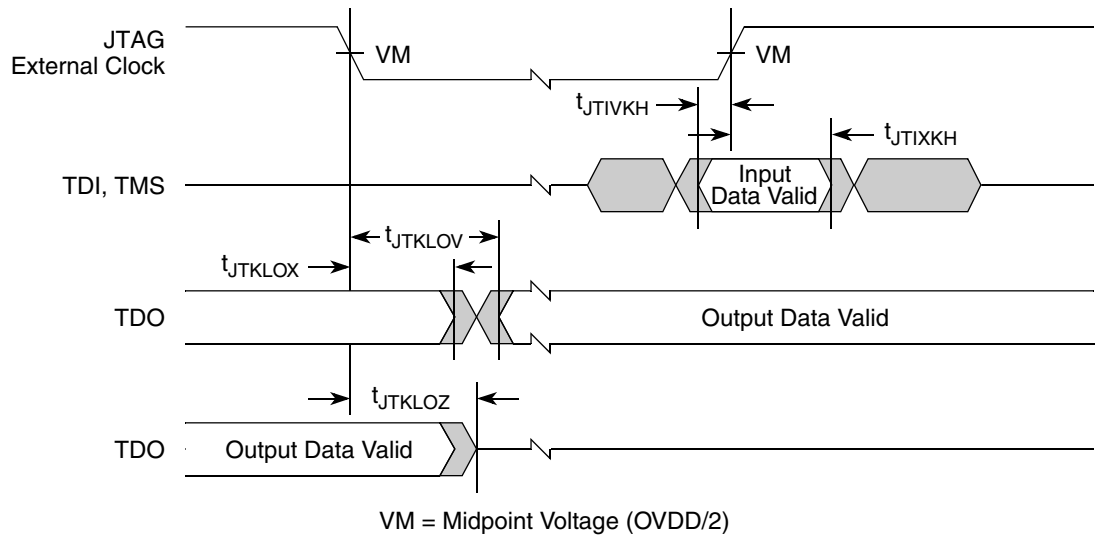 JTAG
External Clock
VM
VM
tJTIVKH
tJTIXKH
TDI, TMS
Input
Data Valid
tJTKLOV
tJTKLOX
TDO
Output Data Valid
tJTKLOZ
TDO
Output Data Valid
VM = Midpoint Voltage (OVDD/2)